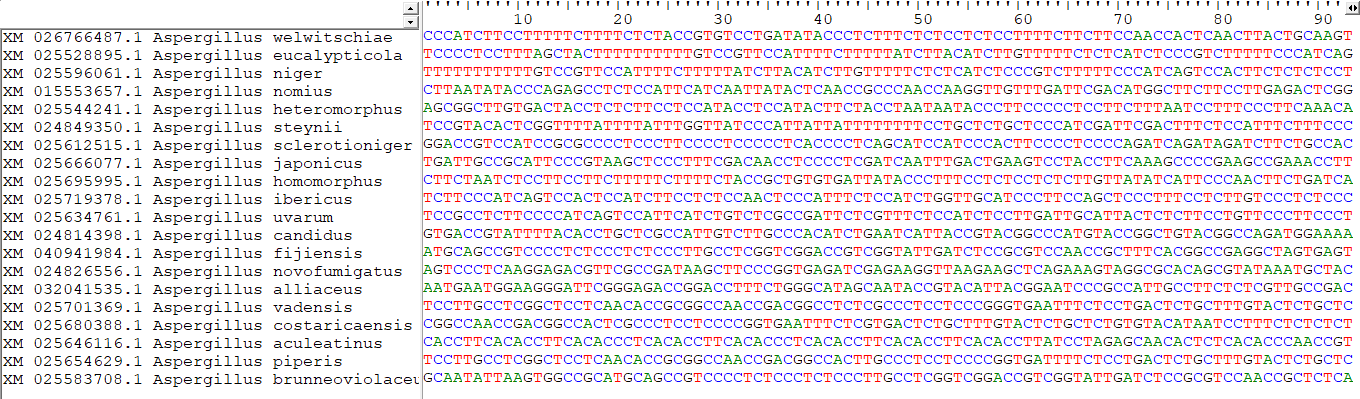 10 20 30 40 50 60 70 80 90
XM 026766487.1 Aspergillus welwitschiae CCCATCTTCCTTTTTCTTTTCTCTACCGTGTCCTGATATACCCTCTTTCTCTCCTCTCCTTTTCTTCTTCCAACCACTCAACTTACTGCAAGT
XM 025528895.1 Aspergillus eucalypticola TCCCCTCCTTTAGCTACTTTTTTTTTTGTCCGTTCCATTTTCTTTTTATCTTACATCTTGTTTTTCTCTCATCTCCCGTCTTTTTCCCATCAG
XM 025596061.1 Aspergillus niger TTTTTTTTTTTGTCCGTTCCATTTTCTTTTTATCTTACATCTTGTTTTTCTCTCATCTCCCGTCTTTTTCCCATCAGTCCACTTCTCTCTCCT
XM 015553657.1 Aspergillus nomius CTTAATATACCCAGAGCCTCTCCATTCATCAATTATACTCAACCGCCCAACCAAGGTTGTTTGATTCGACATGGCTTCTTCCTTGAGACTCGG
XM 025544241.1 Aspergillus heteromorphus AGCGGCTTGTGACTACCTCTCTTCCTCCATACCTCCATACTTCTACCTAATAATACCCTTCCCCCTCCTTCTTTAATCCTTTCCCTTCAAACA
XM 024849350.1 Aspergillus steynii TCCGTACACTCGGTTTTATTTTATTTGGTTATCCCATTATTATTTTTTTTCCTGCTCTGCTCCCATCGATTCGACTTTCTCCATTTCTTTCCC
XM 025612515.1 Aspergillus sclerotioniger GGACCGTCCATCCGCGCCCCTCCCTTCCCCTCCCCCTCACCCCTCAGCATCCATCCCACTTCCCCTCCCCAGATCAGATAGATCTTCTGCCAC
XM 025666077.1 Aspergillus japonicus TGATTGCCGCATTCCCGTAAGCTCCCTTTCGACAACCTCCCCTCGATCAATTTGACTGAAGTCCTACCTTCAAAGCCCCGAAGCCGAAACCTT
XM 025695995.1 Aspergillus homomorphus CTTCTAATCTCCTTCCTTCTTTTTCTTTTCTACCGCTGTGTGATTATACCCTTTCCTCTCCTCTCTTGTTATATCATTCCCAACTTCTGATCA
XM 025719378.1 Aspergillus ibericus TCTTCCCATCAGTCCACTCCATCTTCCTCTCCAACTCCCATTTCTCCATCTGGTTGCATCCCTTCCAGCTCCCTTTCCTCTTGTCCCTCTCCC
XM 025634761.1 Aspergillus uvarum TCCGCCTCTTCCCCATCAGTCCATTCATCTGTCTCGCCGATTCTCGTTTCTCCATCTCCTTGATTGCATTACTCTCTTCCTGTTCCCTTCCCT
XM 024814398.1 Aspergillus candidus GTGACCGTATTTTACACCTGCTCGCCATTGTCTTGCCCACATCTGAATCATTACCGTACGGCCCATGTACCGGCTGTACGGCCAGATGGAAAA
XM 040941984.1 Aspergillus fijiensis ATGCAGCCGTCCCCTCTCCCTCTCCCTTGCCTCGGTCGGACCGTCGGTATTGATCTCCGCGTCCAACCGCTTTCACGGCCGAGGCTAGTGAGT
XM 024826556.1 Aspergillus novofumigatus AGTCCCTCAAGGAGACGTTCGCCGATAAGCTTCCCGGTGAGATCGAGAAGGTTAAGAAGCTCAGAAAGTAGGCGCACAGCGTATAAATGCTAC
XM 032041535.1 Aspergillus alliaceus AATGAATGGAAGGGATTCGGGAGACCGGACCTTTCTGGGCATAGCAATACCGTACATTACGGAATCCCGCCATTGCCTTCTCTCGTTGCCGAC
XM 025701369.1 Aspergillus vadensis TCCTTGCCTCGGCTCCTCAACACCGCGGCCAACCGACGGCCTCTCGCCCTCCTCCCGGGTGAATTTCTCCTGACTCTGCTTTGTACTCTGCTC
XM 025680388.1 Aspergillus costaricaensis CGGCCAACCGACGGCCACTCGCCCTCCTCCCCGGTGAATTTCTCGTGACTCTGCTTTGTACTCTGCTCTGTGTACATAATCCTTTCTCTCTCT
XM 025646116.1 Aspergillus aculeatinus CACCTTCACACCTTCACACCCTCACACCTTCACACCCTCACACCTTCACACCTTCACACCTTATCCTAGAGCAACACTCTCACACCCAACCGT
XM 025654629.1 Aspergillus piperis TCCTTGCCTCGGCTCCTCAACACCGCGGCCAACCGACGGCCACTTGCCCTCCTCCCCGGTGATTTTCTCCTGACTCTGCTTTGTACTCTGCTC
XM 025583708.1 Aspergillus brunneoviolaceu GCAATATTAAGTGGCCGCATGCAGCCGTCCCCTCTCCCTCTCCCTTGCCTCGGTCGGACCGTCGGTATTGATCTCCGCGTCCAACCGCTCTCA